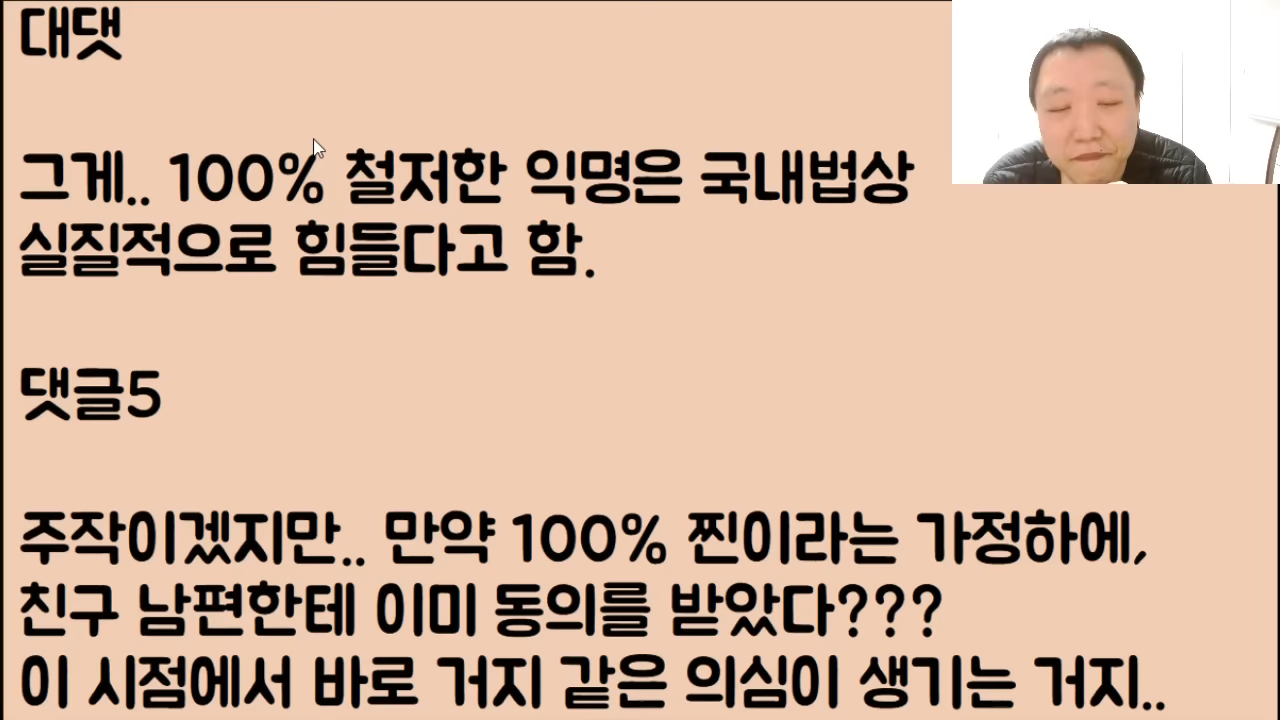 대댓
그게.. 100% 철저한 익명은 국내법상
실질적으로 힘들다고 함.
댓글5
주작이겠지만.. 만약 100% 찐이라는 가정하에,
친구 남편한테 이미 동의를 받았다???
이 시점에서 바로 거지 같은 의심이 생기는 거지..